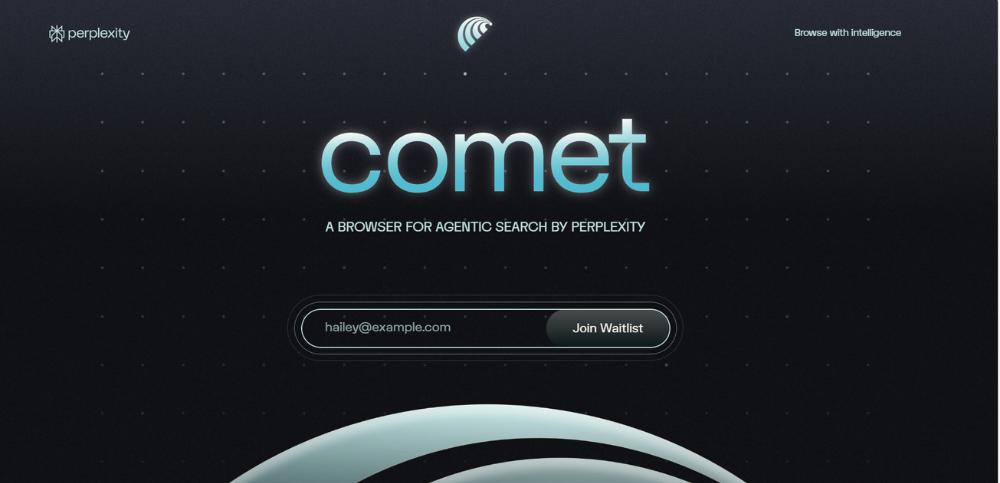 perplexity
Browse with intelligence
comet
A BROWSER FOR AGENTIC SEARCH BY PERPLEXITY
hailey@example.com
Join Waitlist